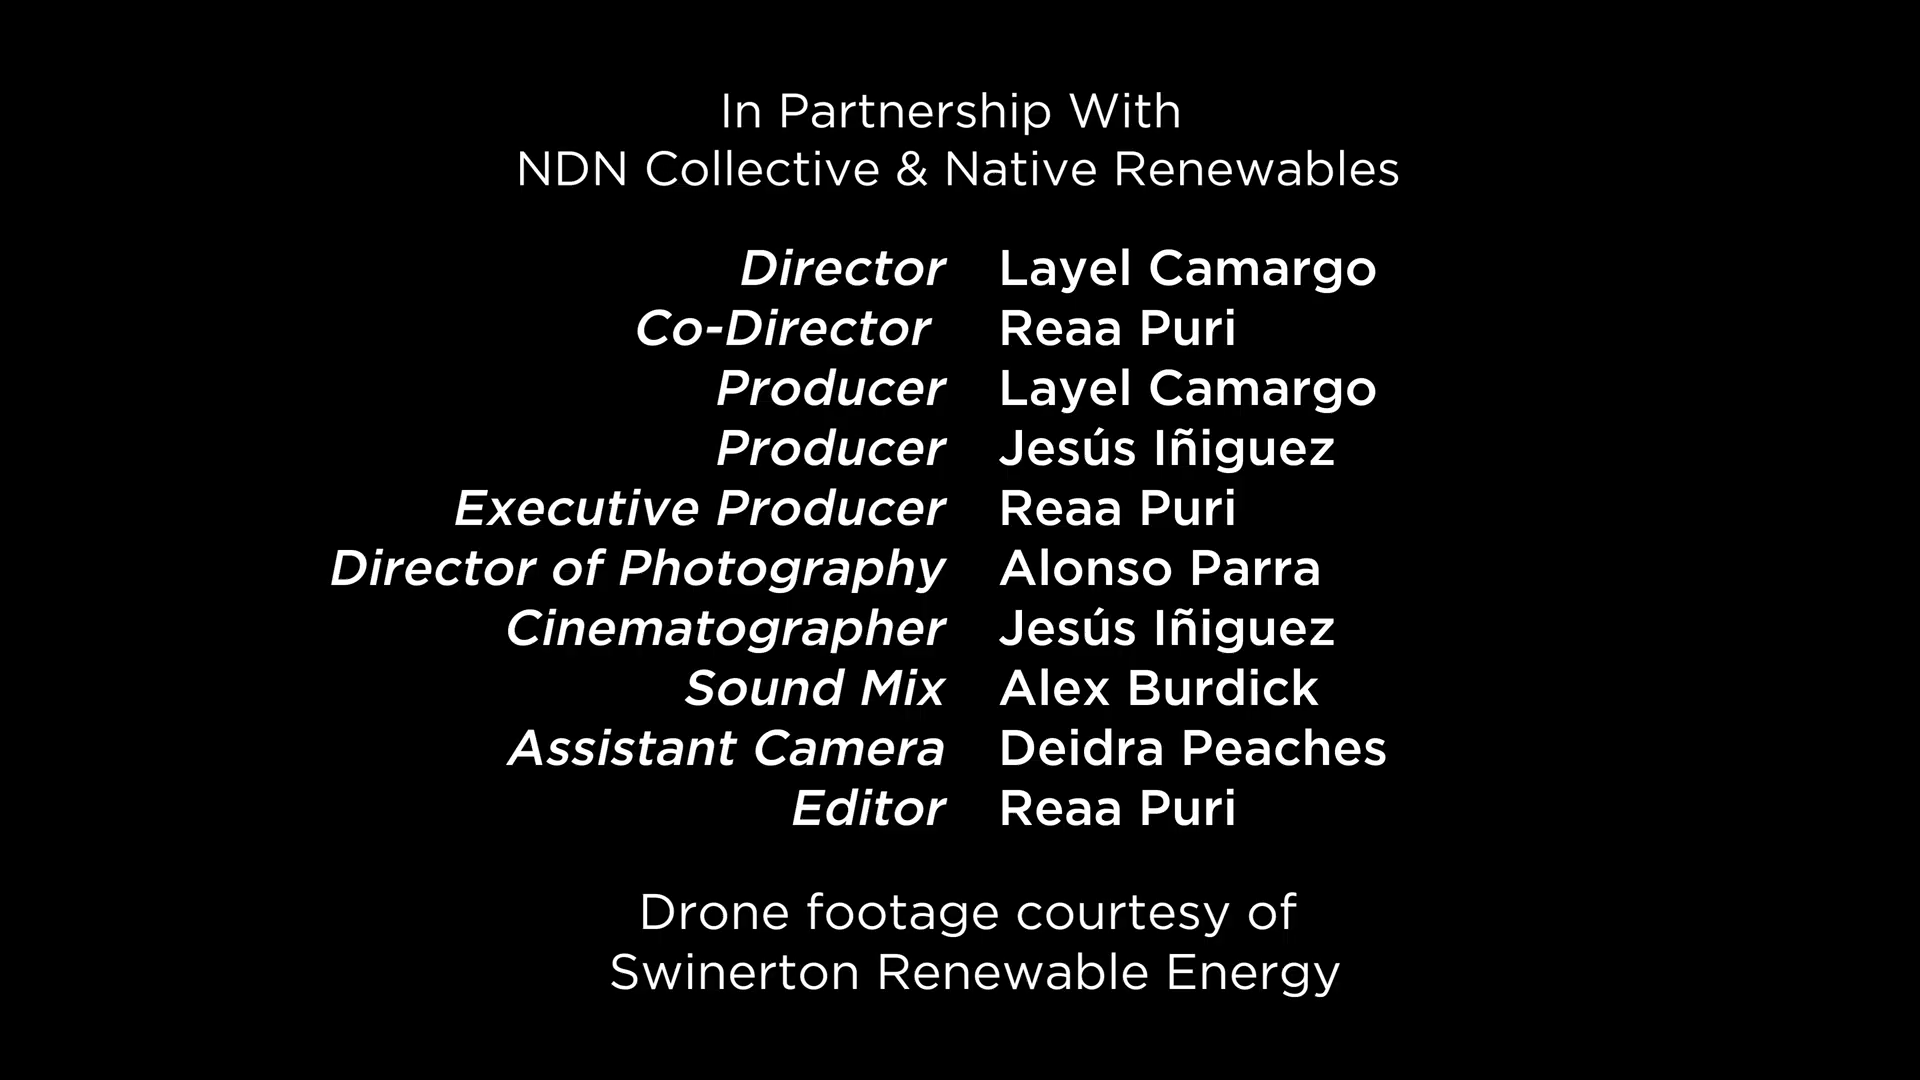 In Partnership With
NDN Collective & Native Renewables
Director Layel Camargo
Co-Director Reaa Puri
Producer Layel Camargo
Producer Jesús Iñiguez
Executive Producer Reaa Puri
Director of Photography Alonso Parra
Cinematographer Jesús Iñiguez
Sound Mix Alex Burdick
Assistant Camera Deidra Peaches
Editor Reaa Puri
Drone footage courtesy of
Swinerton Renewable Energy